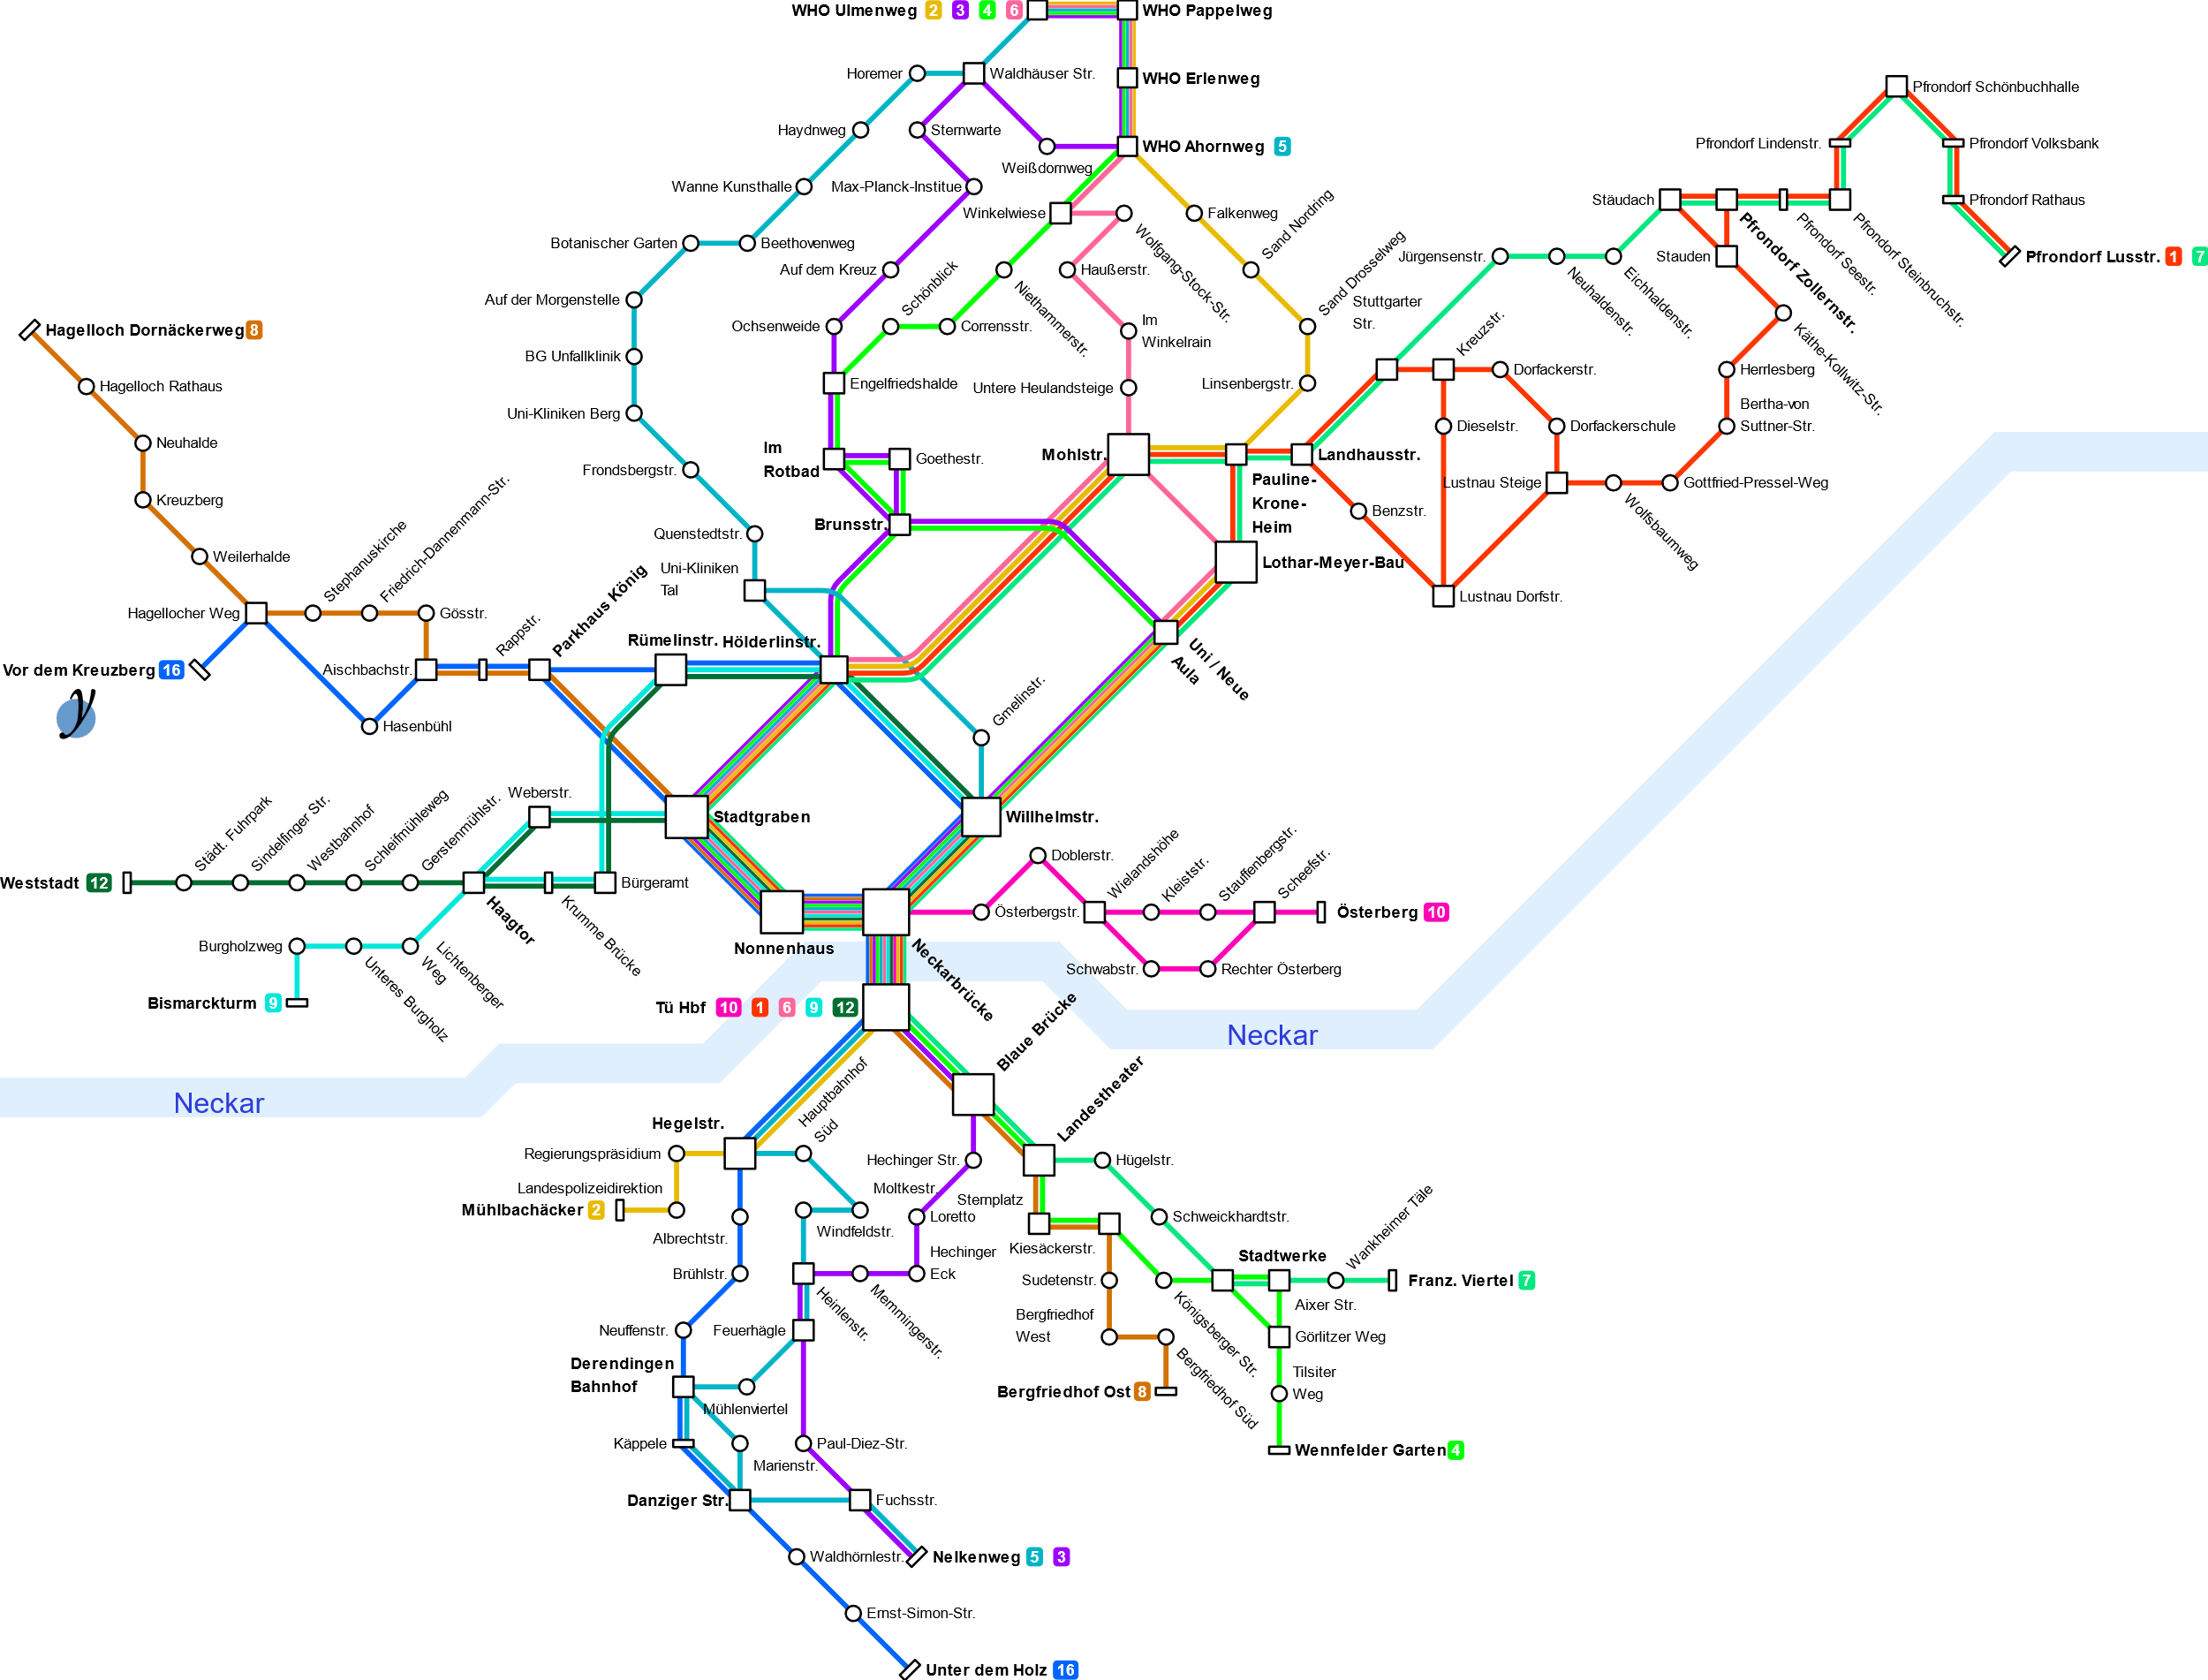 WHO Ulmenweg 2 3 4 6
WHO Pappelweg
Horemer
Waldhäuser Str.
WHO Erlenweg
Pfrondorf Schönbuchhalle
Haydnweg
Sternwarte
WHO Ahornweg 5
Pfrondorf Lindenstr.
Pfrondorf Volksbank
Weißdornweg
Wanne Kunsthalle
Max-Planck-Institue
Winkelwiese
Falkenweg
Sand Nordring
Stäudach
Pfrondorf Rathaus
Wolfgang-Stock-Str.
Pfrondorf Zollernstr.
Pfrondorf Seestr.
Pfrondorf Steinbruchstr.
Botanischer Garten
Beethovenweg
Sand Drosselweg
Jürgensenstr.
Neuhaldenstr.
Eichhaldenstr.
Stauden
Pfrondorf Lusstr. 1 7
Auf dem Kreuz
Schönblick
Niethammerstr.
Haußerstr.
Auf der Morgenstelle
Stuttgarter
Str.
Ochsenweide
Corrensstr.
Im
Winkelrain
Kreuzstr.
Käthe-Kollwitz-Str.
Hagelloch Dornäckerweg 8
BG Unfallklinik
Hagelloch Rathaus
Engelfriedshalde
Untere Heulandsteige
Linsenbergstr.
Dorfackerstr.
Herrlesberg
Uni-Kliniken Berg
Bertha-von
Suttner-Str.
Dieselstr.
Dorfackerschule
Neuhalde
Im
Rotbad
Goethestr.
Mohlstr.
Landhausstr.
Frondsbergstr.
Pauline-
Krone-
Heim
Lustnau Steige
Wolfsbaumweg
Gottfried-Pressel-Weg
Kreuzberg
Benzstr.
Brunsstr.
Quenstedtstr.
Weilerhalde
Stephanuskirche
Friedrich-Dannenmann-Str.
Uni-Kliniken
Tal
Lothar-Meyer-Bau
Lustnau Dorfstr.
Hagellocher Weg
Gösstr.
Rappstr.
Parkhaus König
Rümelinstr.
Hölderlinstr.
Uni / Neue
Aula
Vor dem Kreuzberg 16
Aischbachstr.
Hasenbühl
Gmelinstr.
Weberstr.
Stadtgraben
Willhelmstr.
Städt. Fuhrpark
Sindelfinger Str.
Westbahnhof
Schleifmühleweg
Gerstenmühlstr.
Doblerstr.
Wielandshöhe
Kleiststr.
Stauffenbergstr.
Scheefstr.
Weststadt 12
Haagtor
Krumme Brücke
Bürgeramt
Österbergstr.
Österberg 10
Burgholzweg
Unteres Burgholz
Lichtenberger
Weg
Nonnenhaus
Neckarbrücke
Schwabstr.
Rechter Österberg
Bismarckturm 9
Tü Hbf 10 1 6 9 12
Neckar
Blaue Brücke
Neckar
Hegelstr.
Hauptbahnhof
Süd
Landestheater
Regierungspräsidium
Hechinger Str.
Hügelstr.
Landespolizeidirektion
Mühlbachäcker 2
Moltkestr.
Sternplatz
Albrechtstr.
Windfeldstr.
Loretto
Schweickhardtstr.
Wankheimer Täle
Hechinger
Eck
Kiesäckerstr.
Stadtwerke
Brühlstr.
Heinlenstr.
Memmingerstr.
Sudetenstr.
Königsberger Str.
Franz. Viertel 7
Aixer Str.
Neuffenstr.
Feuerhägle
Bergfriedhof
West
Görlitzer Weg
Derendingen
Bahnhof
Mühlenviertel
Bergfriedhof Ost 8
Bergfriedhof Süd
Tilsiter
Weg
Käppele
Marienstr.
Paul-Diez-Str.
Wennfelder Garten 4
Danziger Str.
Fuchsstr.
Waldhörnlestr.
Nelkenweg 5 3
Ernst-Simon-Str.
Unter dem Holz 16